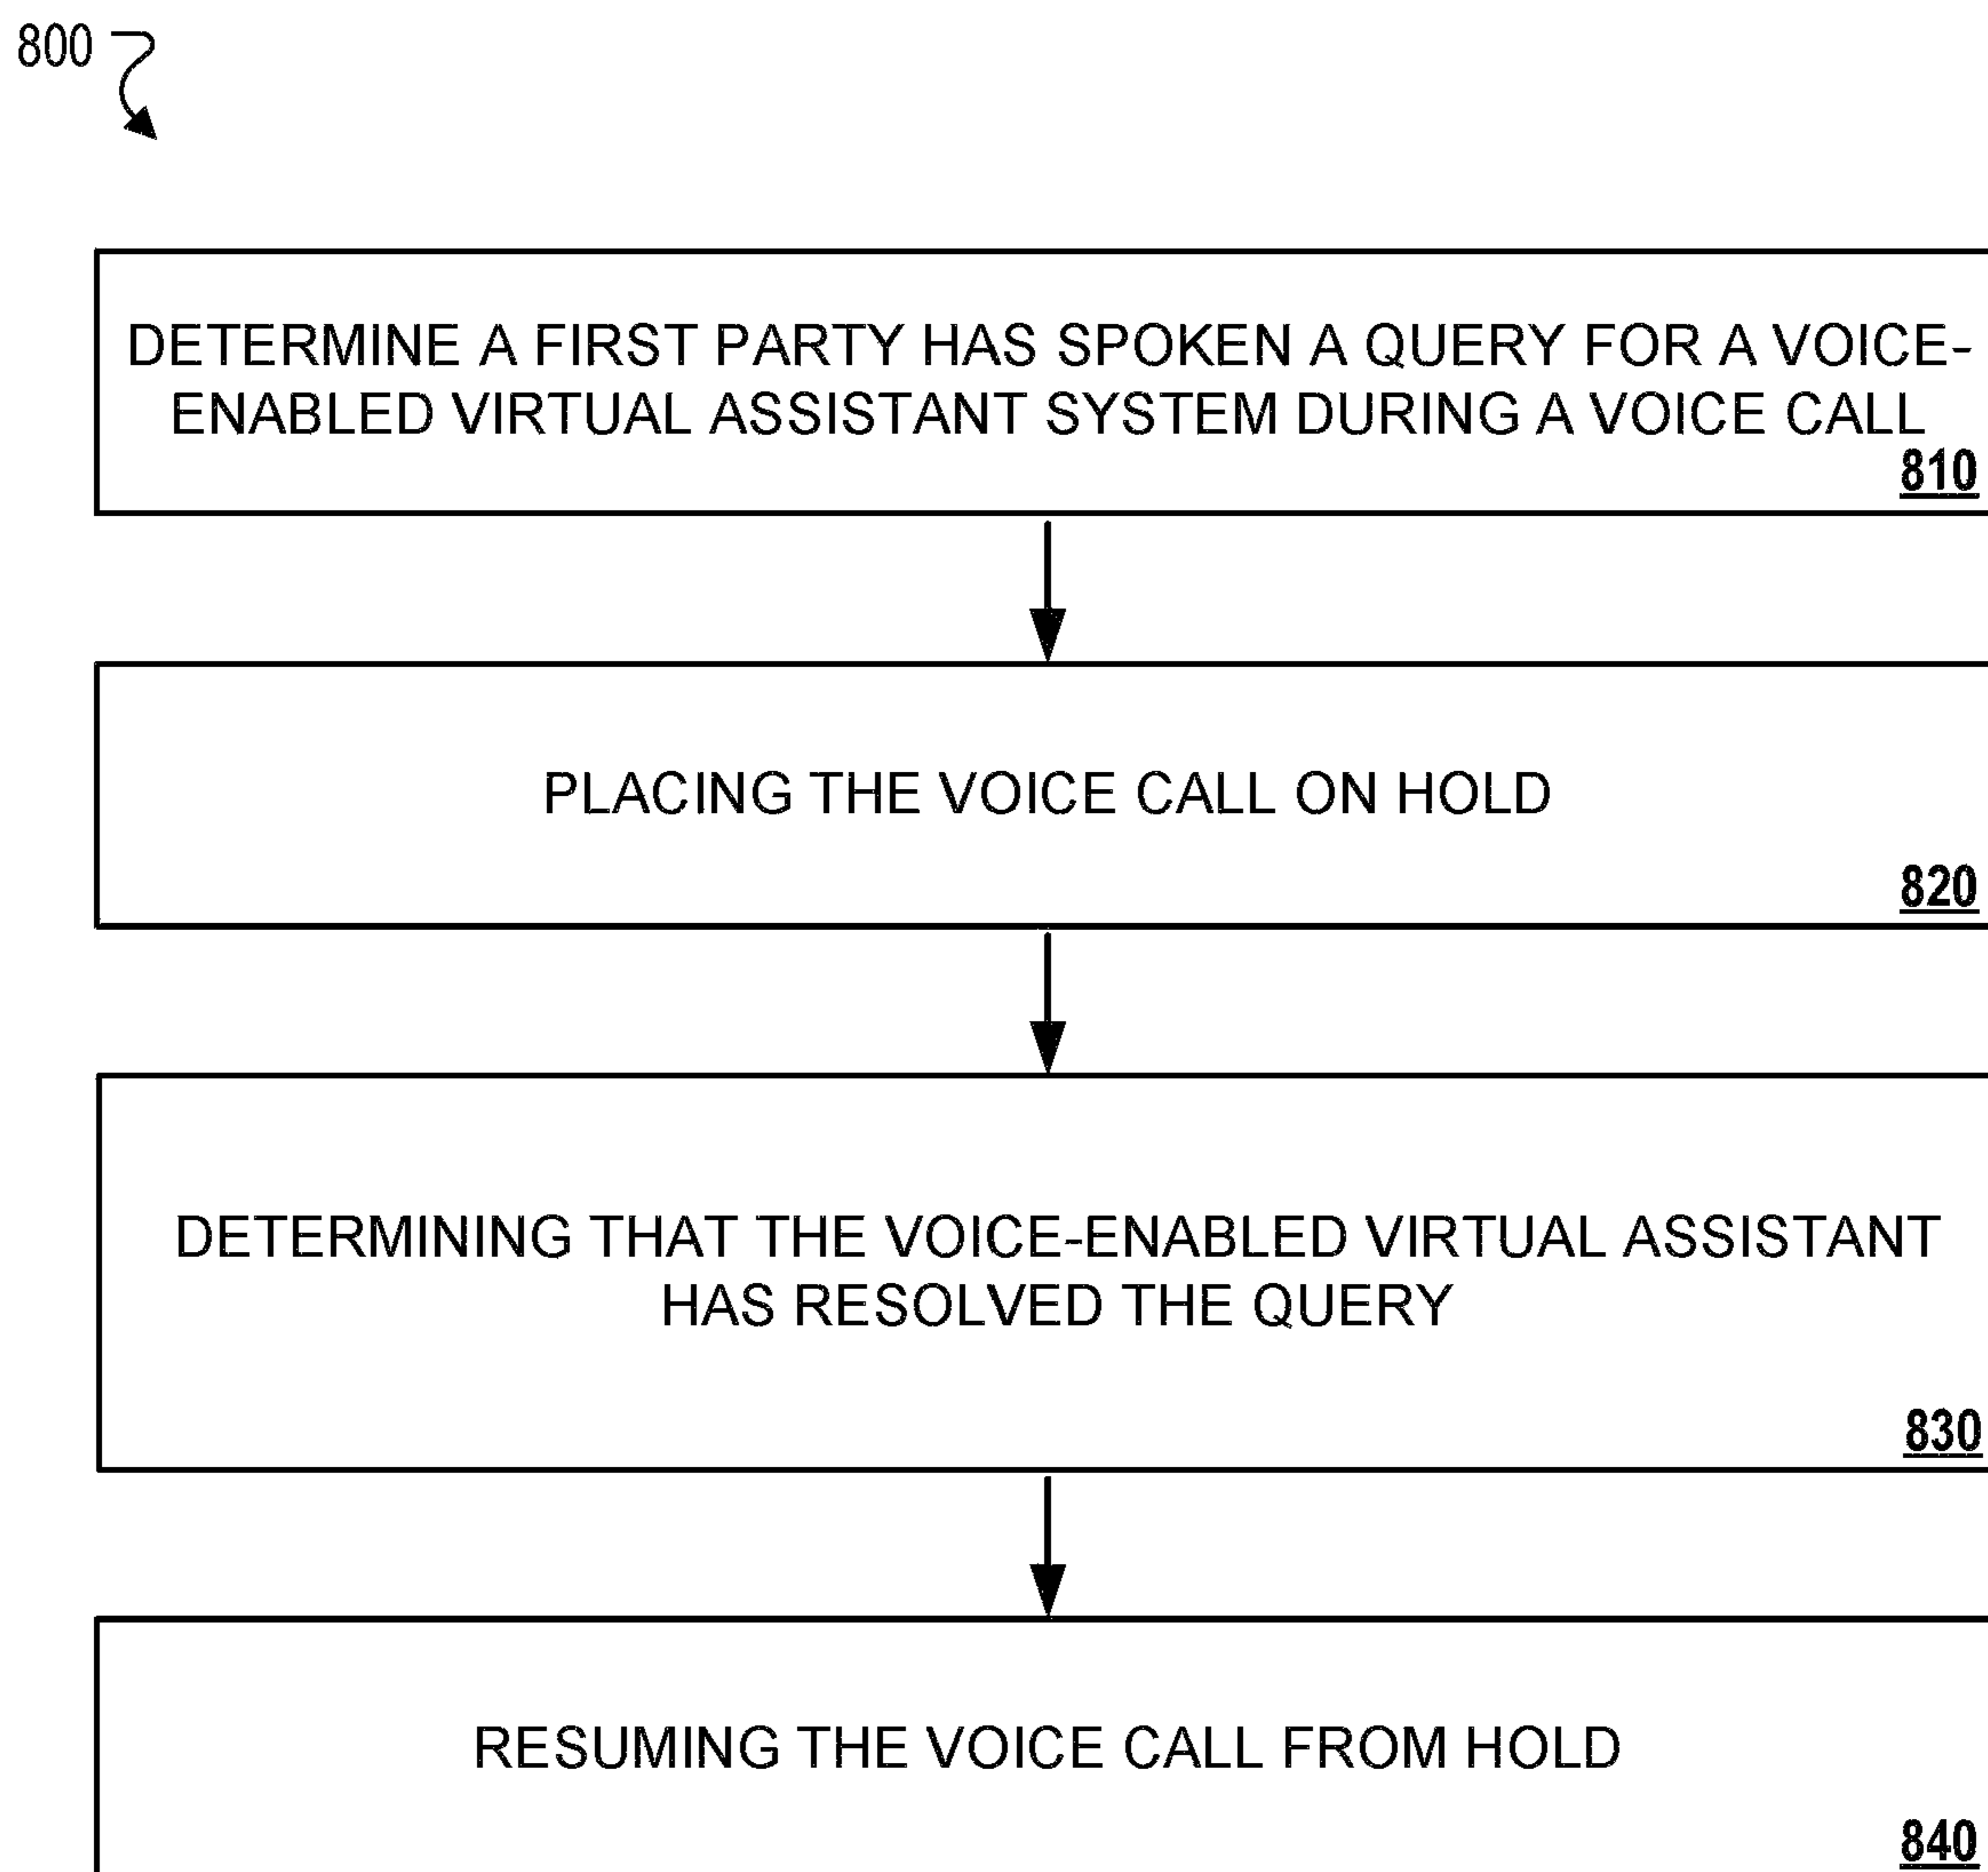 800
DETERMINE A FIRST PARTY HAS SPOKEN A QUERY FOR A VOICE-
ENABLED VIRTUAL ASSISTANT SYSTEM DURING A VOICE CALL
810
PLACING THE VOICE CALL ON HOLD
820
DETERMINING THAT THE VOICE-ENABLED VIRTUAL ASSISTANT
HAS RESOLVED THE QUERY
830
RESUMING THE VOICE CALL FROM HOLD
840